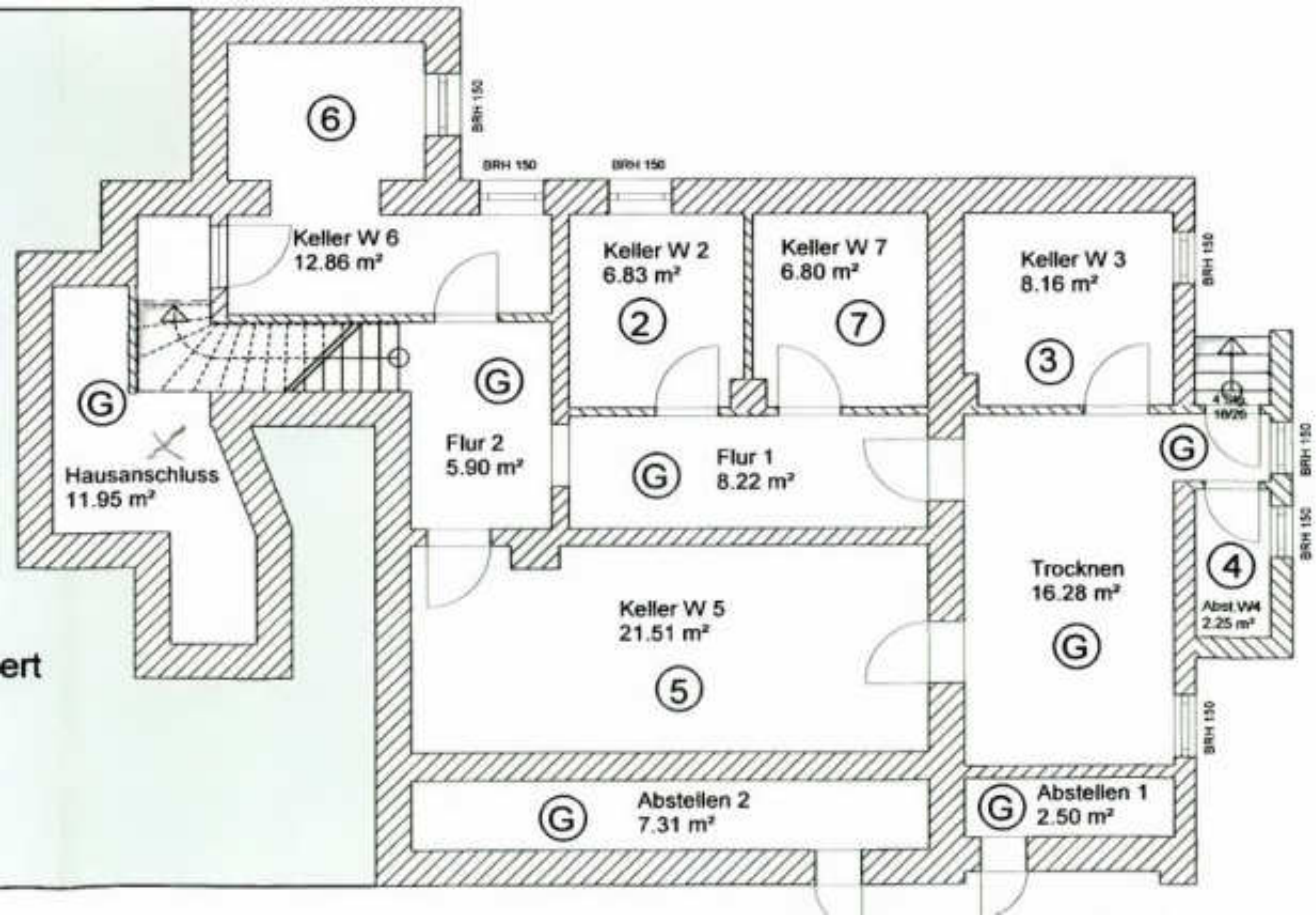 6
BRH 150
BRH 150
BRH 150
Keller W 6
12.86 m²
Keller W 2
6.83 m²
2
Keller W 7
6.80 m²
7
Keller W 3
8.16 m²
3
BRH 150
G
Hausanschluss
11.95 m²
G
Flur 2
5.90 m²
G
Flur 1
8.22 m²
G
BRH 150
BRH 150
4
Abst.W4
2.25 m²
Trocknen
16.28 m²
G
BRH 150
Keller W 5
21.51 m²
5
ert
G
Abstellen 2
7.31 m²
G
Abstellen 1
2.50 m²